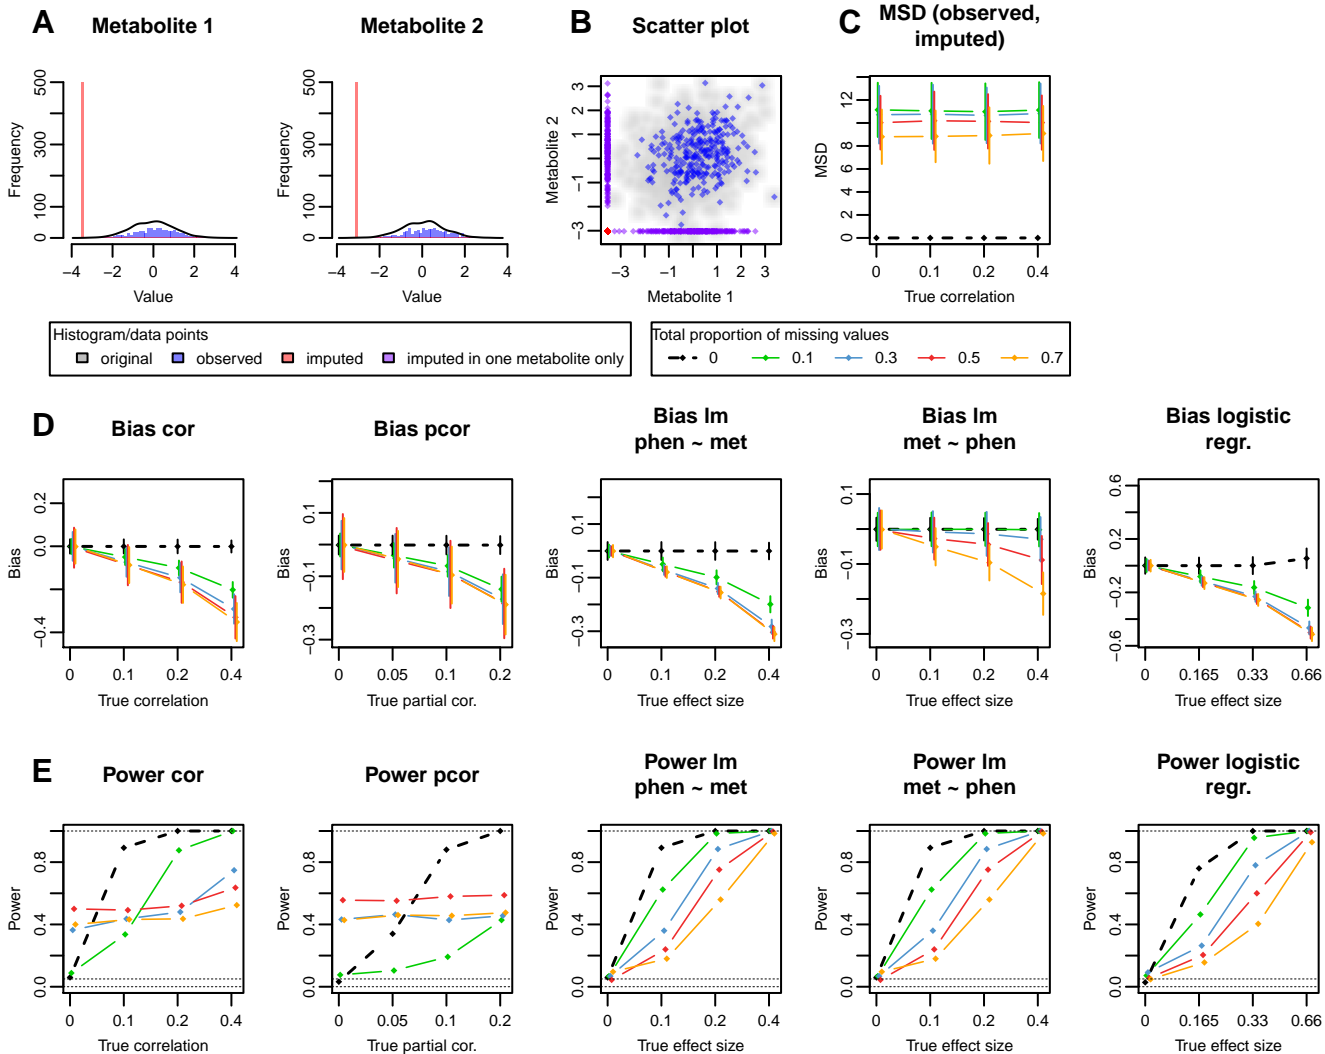 A Metabolite 1 Metabolite 2 B Scatter plot C MSD (observed, imputed)
Frequency
0 100 300 500
−4 −2 0 2 4
Value
Frequency
0 100 300 500
−4 −2 0 2 4
Value
Metabolite 2
−3 −1 1 3
−3 −1 1 2 3
Metabolite 1
MSD
0 2 4 6 8 12
0 0.1 0.2 0.4
True correlation
Histogram/data points
original observed imputed imputed in one metabolite only
Total proportion of missing values
0 0.1 0.3 0.5 0.7
D Bias cor Bias pcor Bias lm phen ~ met Bias lm met ~ phen Bias logistic regr.
Bias
−0.4 0.0 0.2
0 0.1 0.2 0.4
True correlation
Bias
−0.3 −0.1 0.1
0 0.05 0.1 0.2
True partial cor.
Bias
−0.3 −0.1 0.1
0 0.1 0.2 0.4
True effect size
Bias
−0.3 −0.1 0.1
0 0.1 0.2 0.4
True effect size
Bias
−0.6 −0.2 0.2 0.6
0 0.165 0.33 0.66
True effect size
E Power cor Power pcor Power lm phen ~ met Power lm met ~ phen Power logistic regr.
Power
0.0 0.4 0.8
0 0.1 0.2 0.4
True correlation
Power
0.0 0.4 0.8
0 0.05 0.1 0.2
True partial cor.
Power
0.0 0.4 0.8
0 0.1 0.2 0.4
True effect size
Power
0.0 0.4 0.8
0 0.1 0.2 0.4
True effect size
Power
0.0 0.4 0.8
0 0.165 0.33 0.66
True effect size